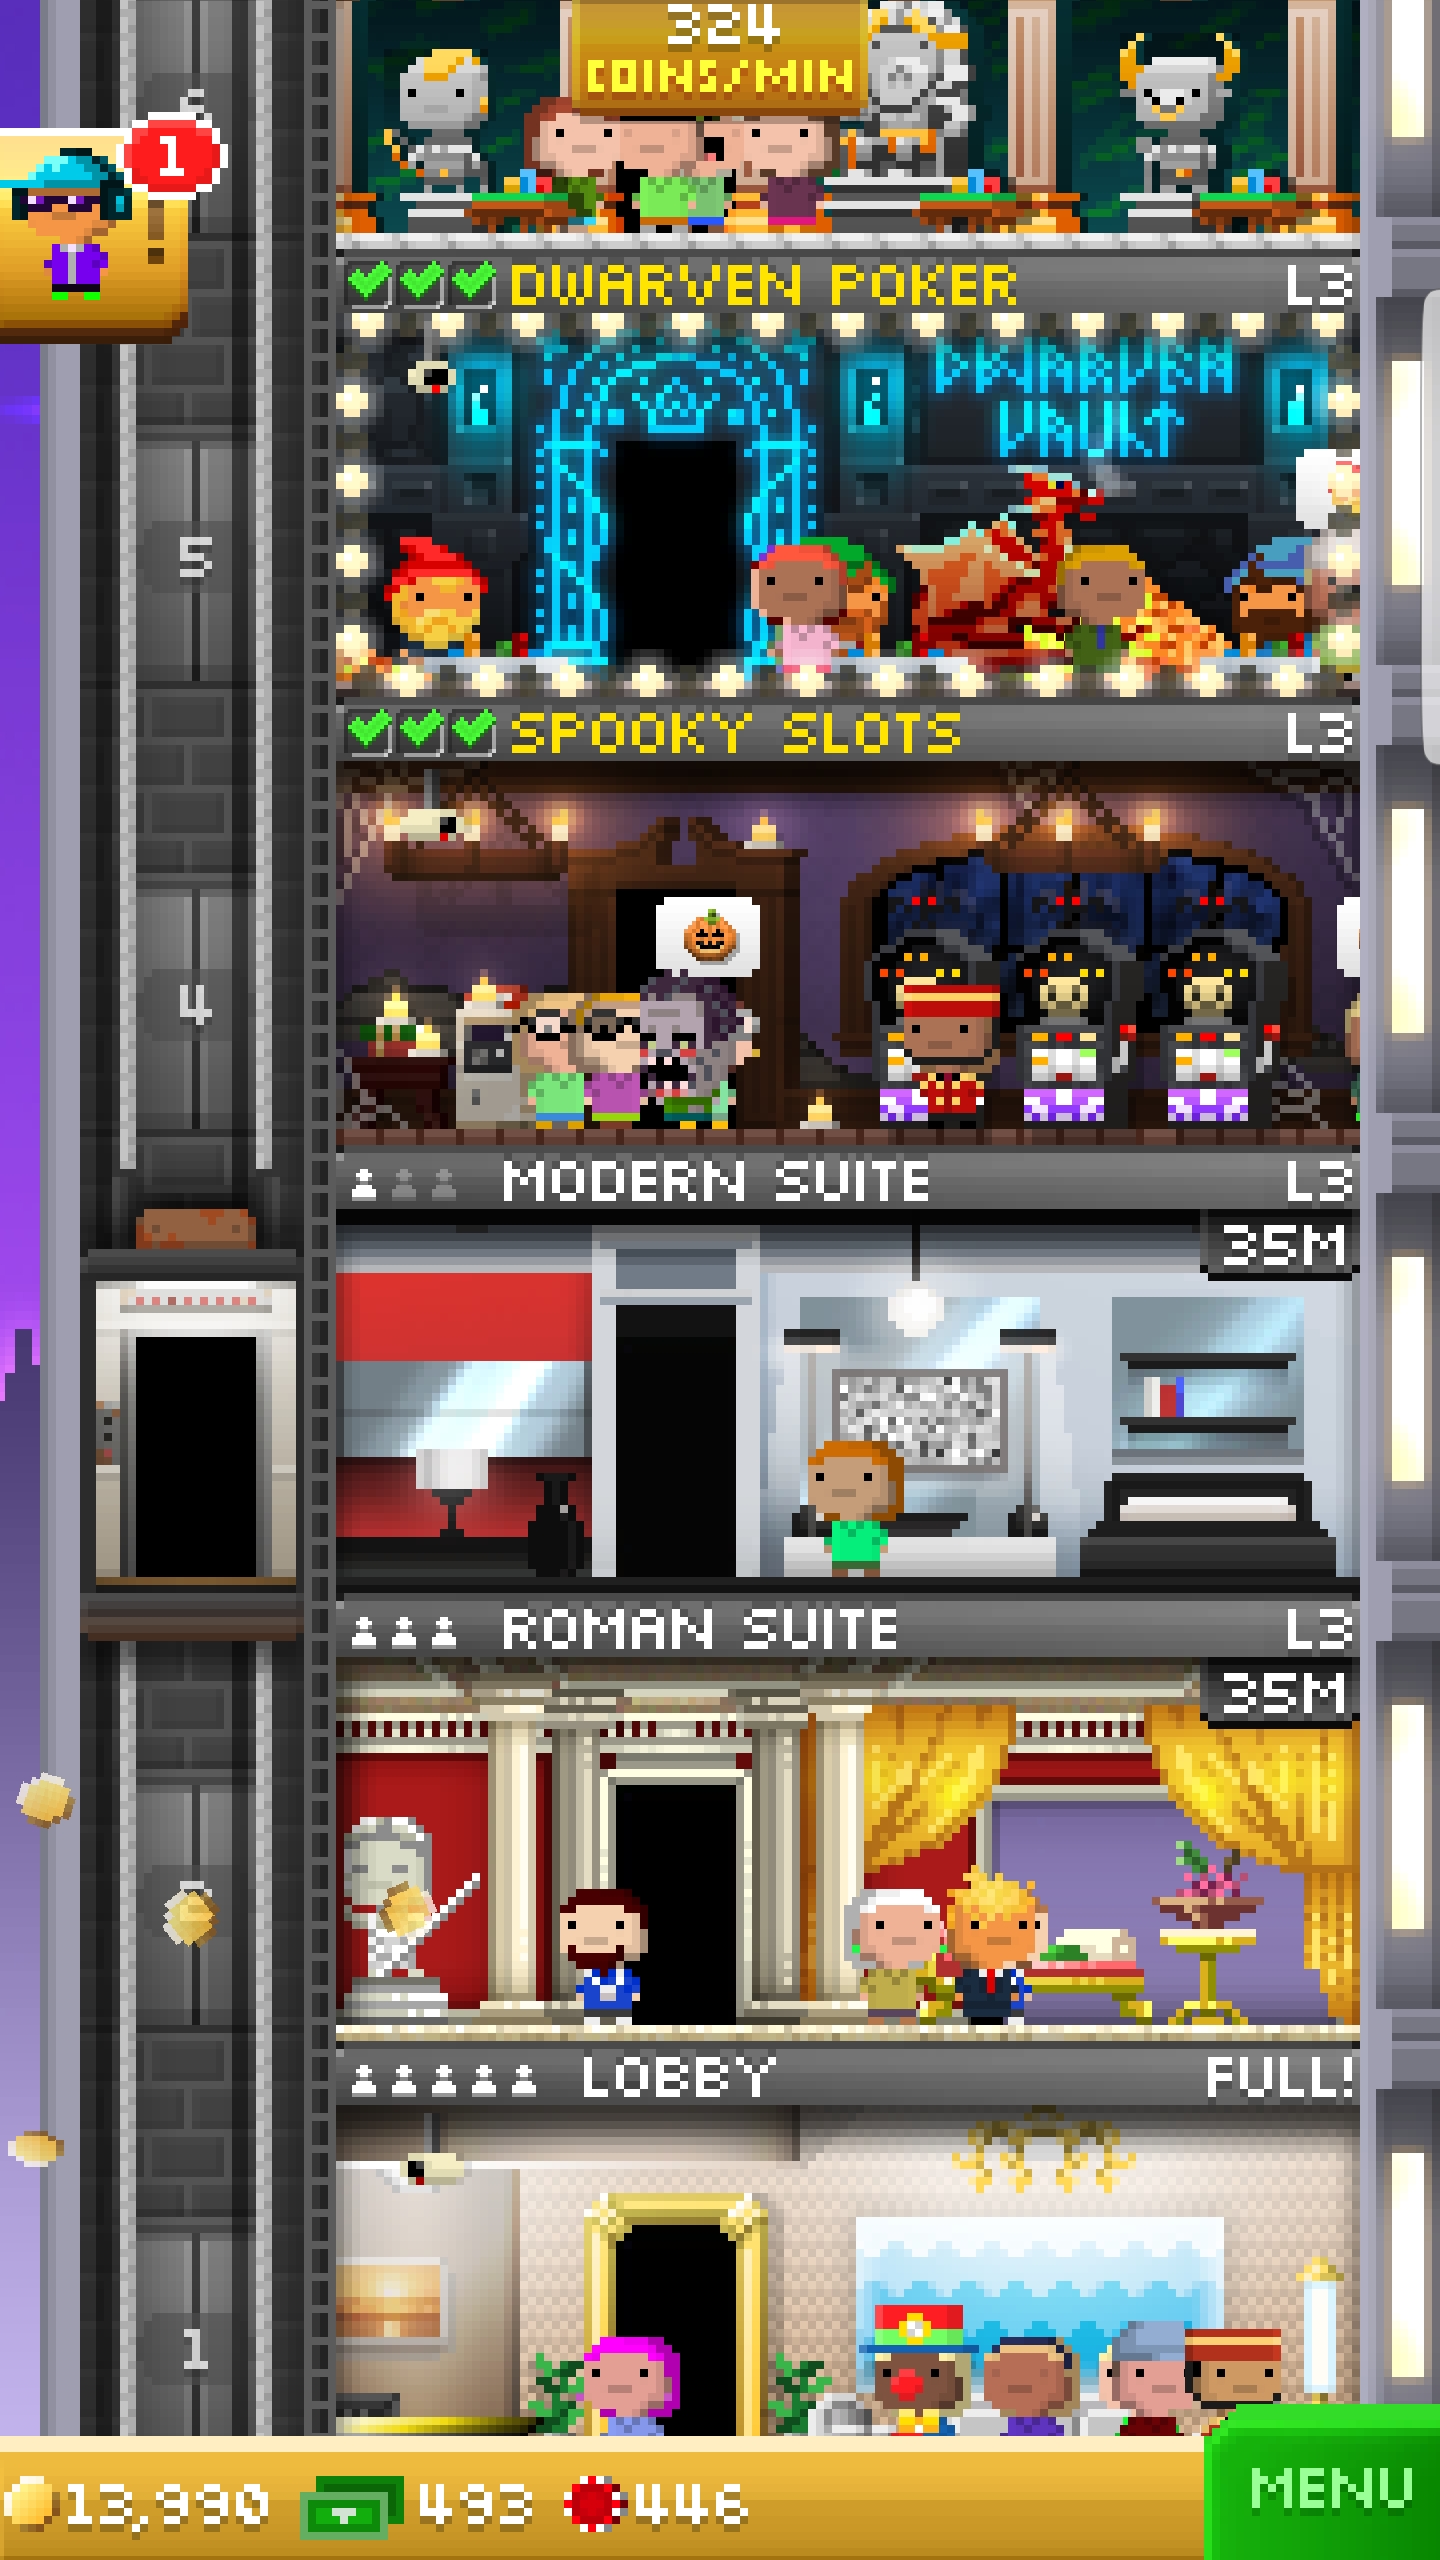 324
COINS/MIN
1
DWARVEN POKER L3
DWARVEN
VAULT
5
SPOOKY SLOTS L3
4
MODERN SUITE L3
35M
ROMAN SUITE L3
35M
LOBBY FULL!
1
13,990 493 446
MENU